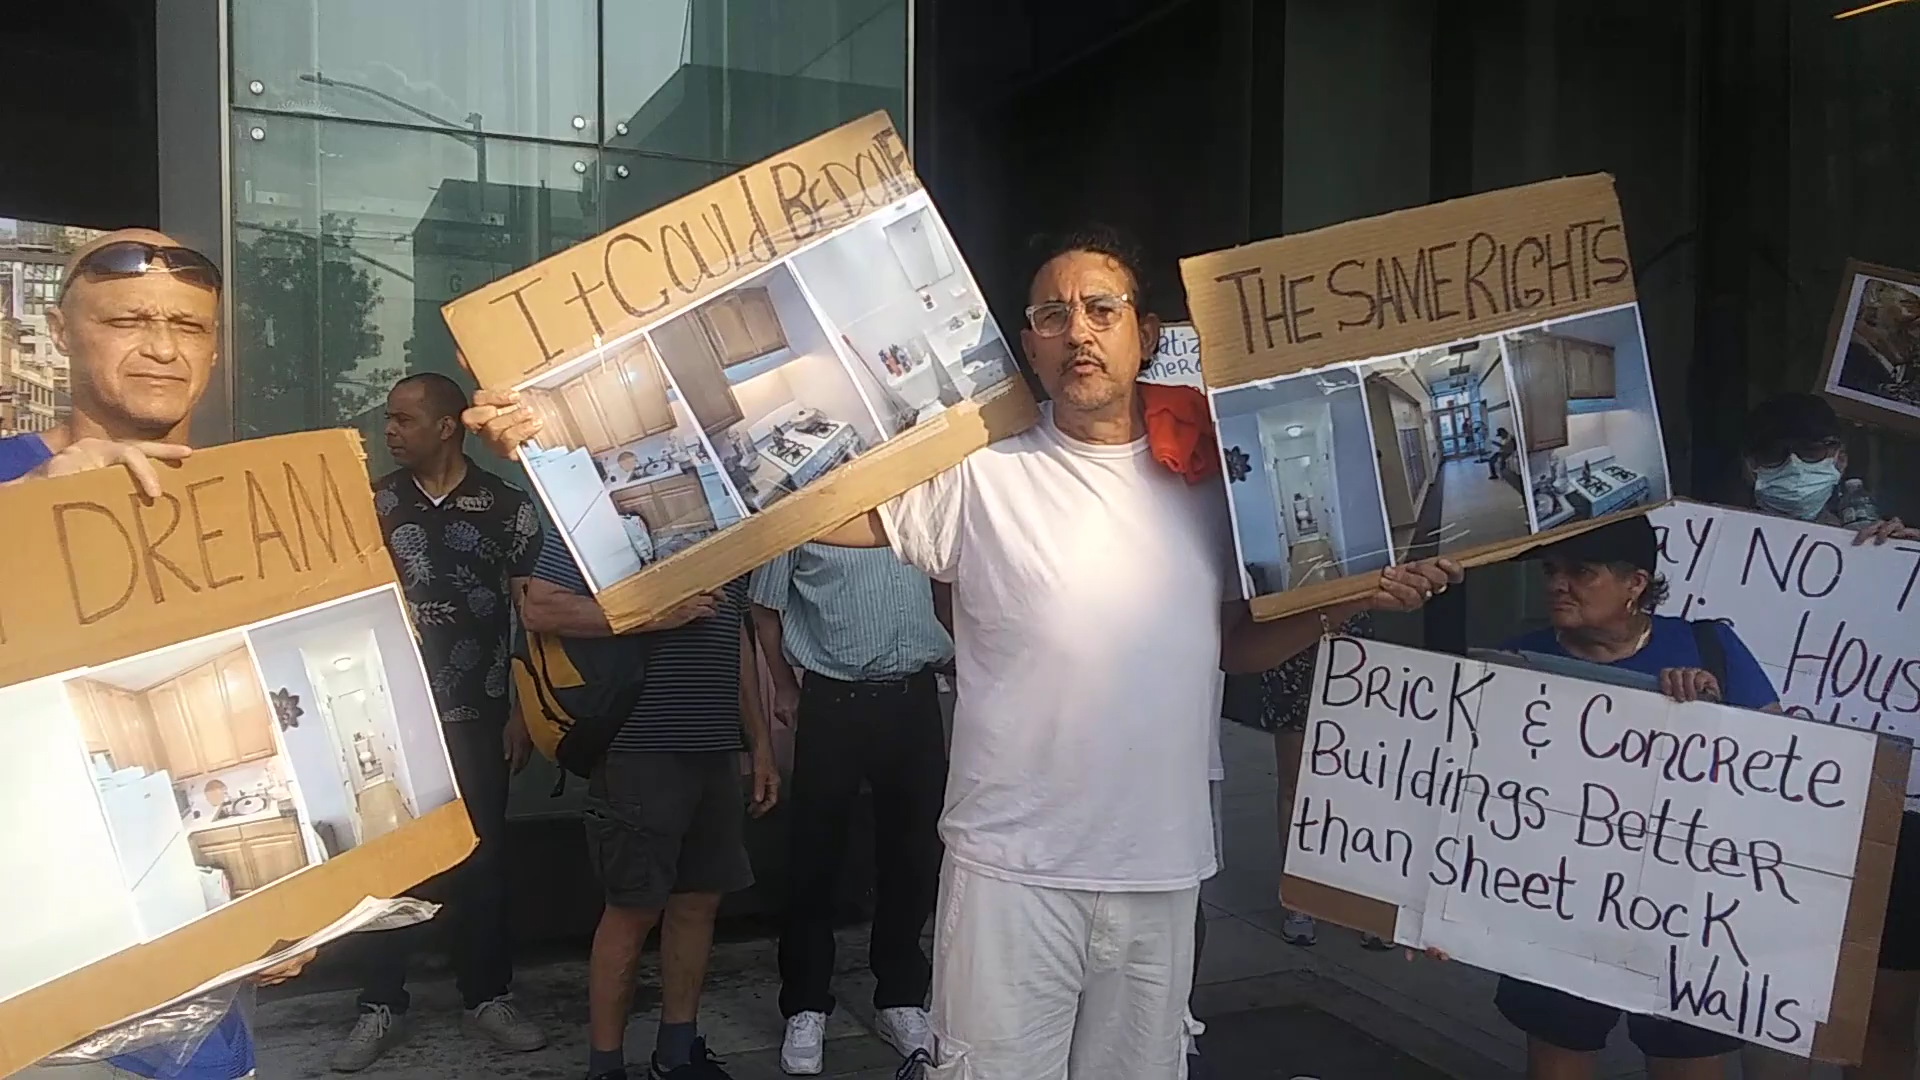 DREAM
It COULd BE DONE
THE SAME RIGHTS
BRicK & CoNCRete
Buildings BetteR
than Sheet RocK
Walls
NO
HOUS
G